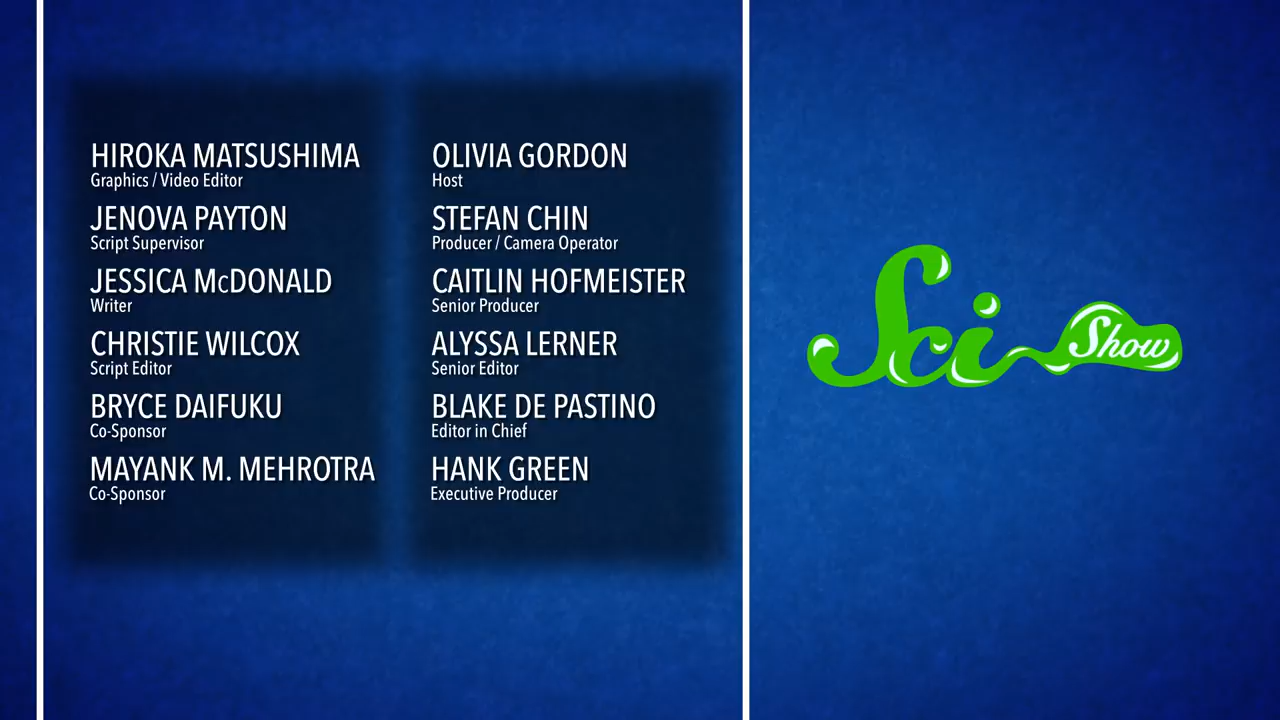 HIROKA MATSUSHIMA
Graphics / Video Editor
JENOVA PAYTON
Script Supervisor
JESSICA McDONALD
Writer
CHRISTIE WILCOX
Script Editor
BRYCE DAIFUKU
Co-Sponsor
MAYANK M. MEHROTRA
Co-Sponsor
OLIVIA GORDON
Host
STEFAN CHIN
Producer / Camera Operator
CAITLIN HOFMEISTER
Senior Producer
ALYSSA LERNER
Senior Editor
BLAKE DE PASTINO
Editor in Chief
HANK GREEN
Executive Producer
Sci Show